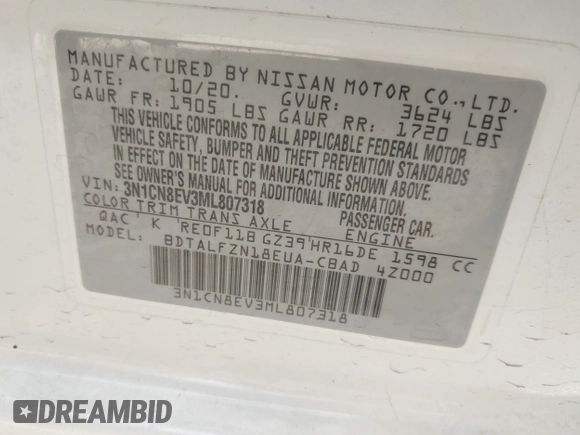 MANUFACTURED BY NISSAN MOTOR CO., LTD.
DATE: 10/20. GVWR: 3624 LBS
GAWR FR: 1905 LBS GAWR RR: 1720 LBS
THIS VEHICLE CONFORMS TO ALL APPLICABLE FEDERAL MOTOR
VEHICLE SAFETY, BUMPER AND THEFT PREVENTION STANDARDS
IN EFFECT ON THE DATE OF MANUFACTURE SHOWN ABOVE.
SEE OWNER'S MANUAL FOR ADDITIONAL INFORMATION.
VIN: 3N1CN8EV3ML807318 PASSENGER CAR.
COLOR TRIM TRANS AXLE ENGINE
QAC' K 'RE0F11B GZ39'HR16DE 1598 CC
MODEL: BDTALFZN18EUA-CBAD 4Z000
3N1CN8EV3ML807318
DREAMBID